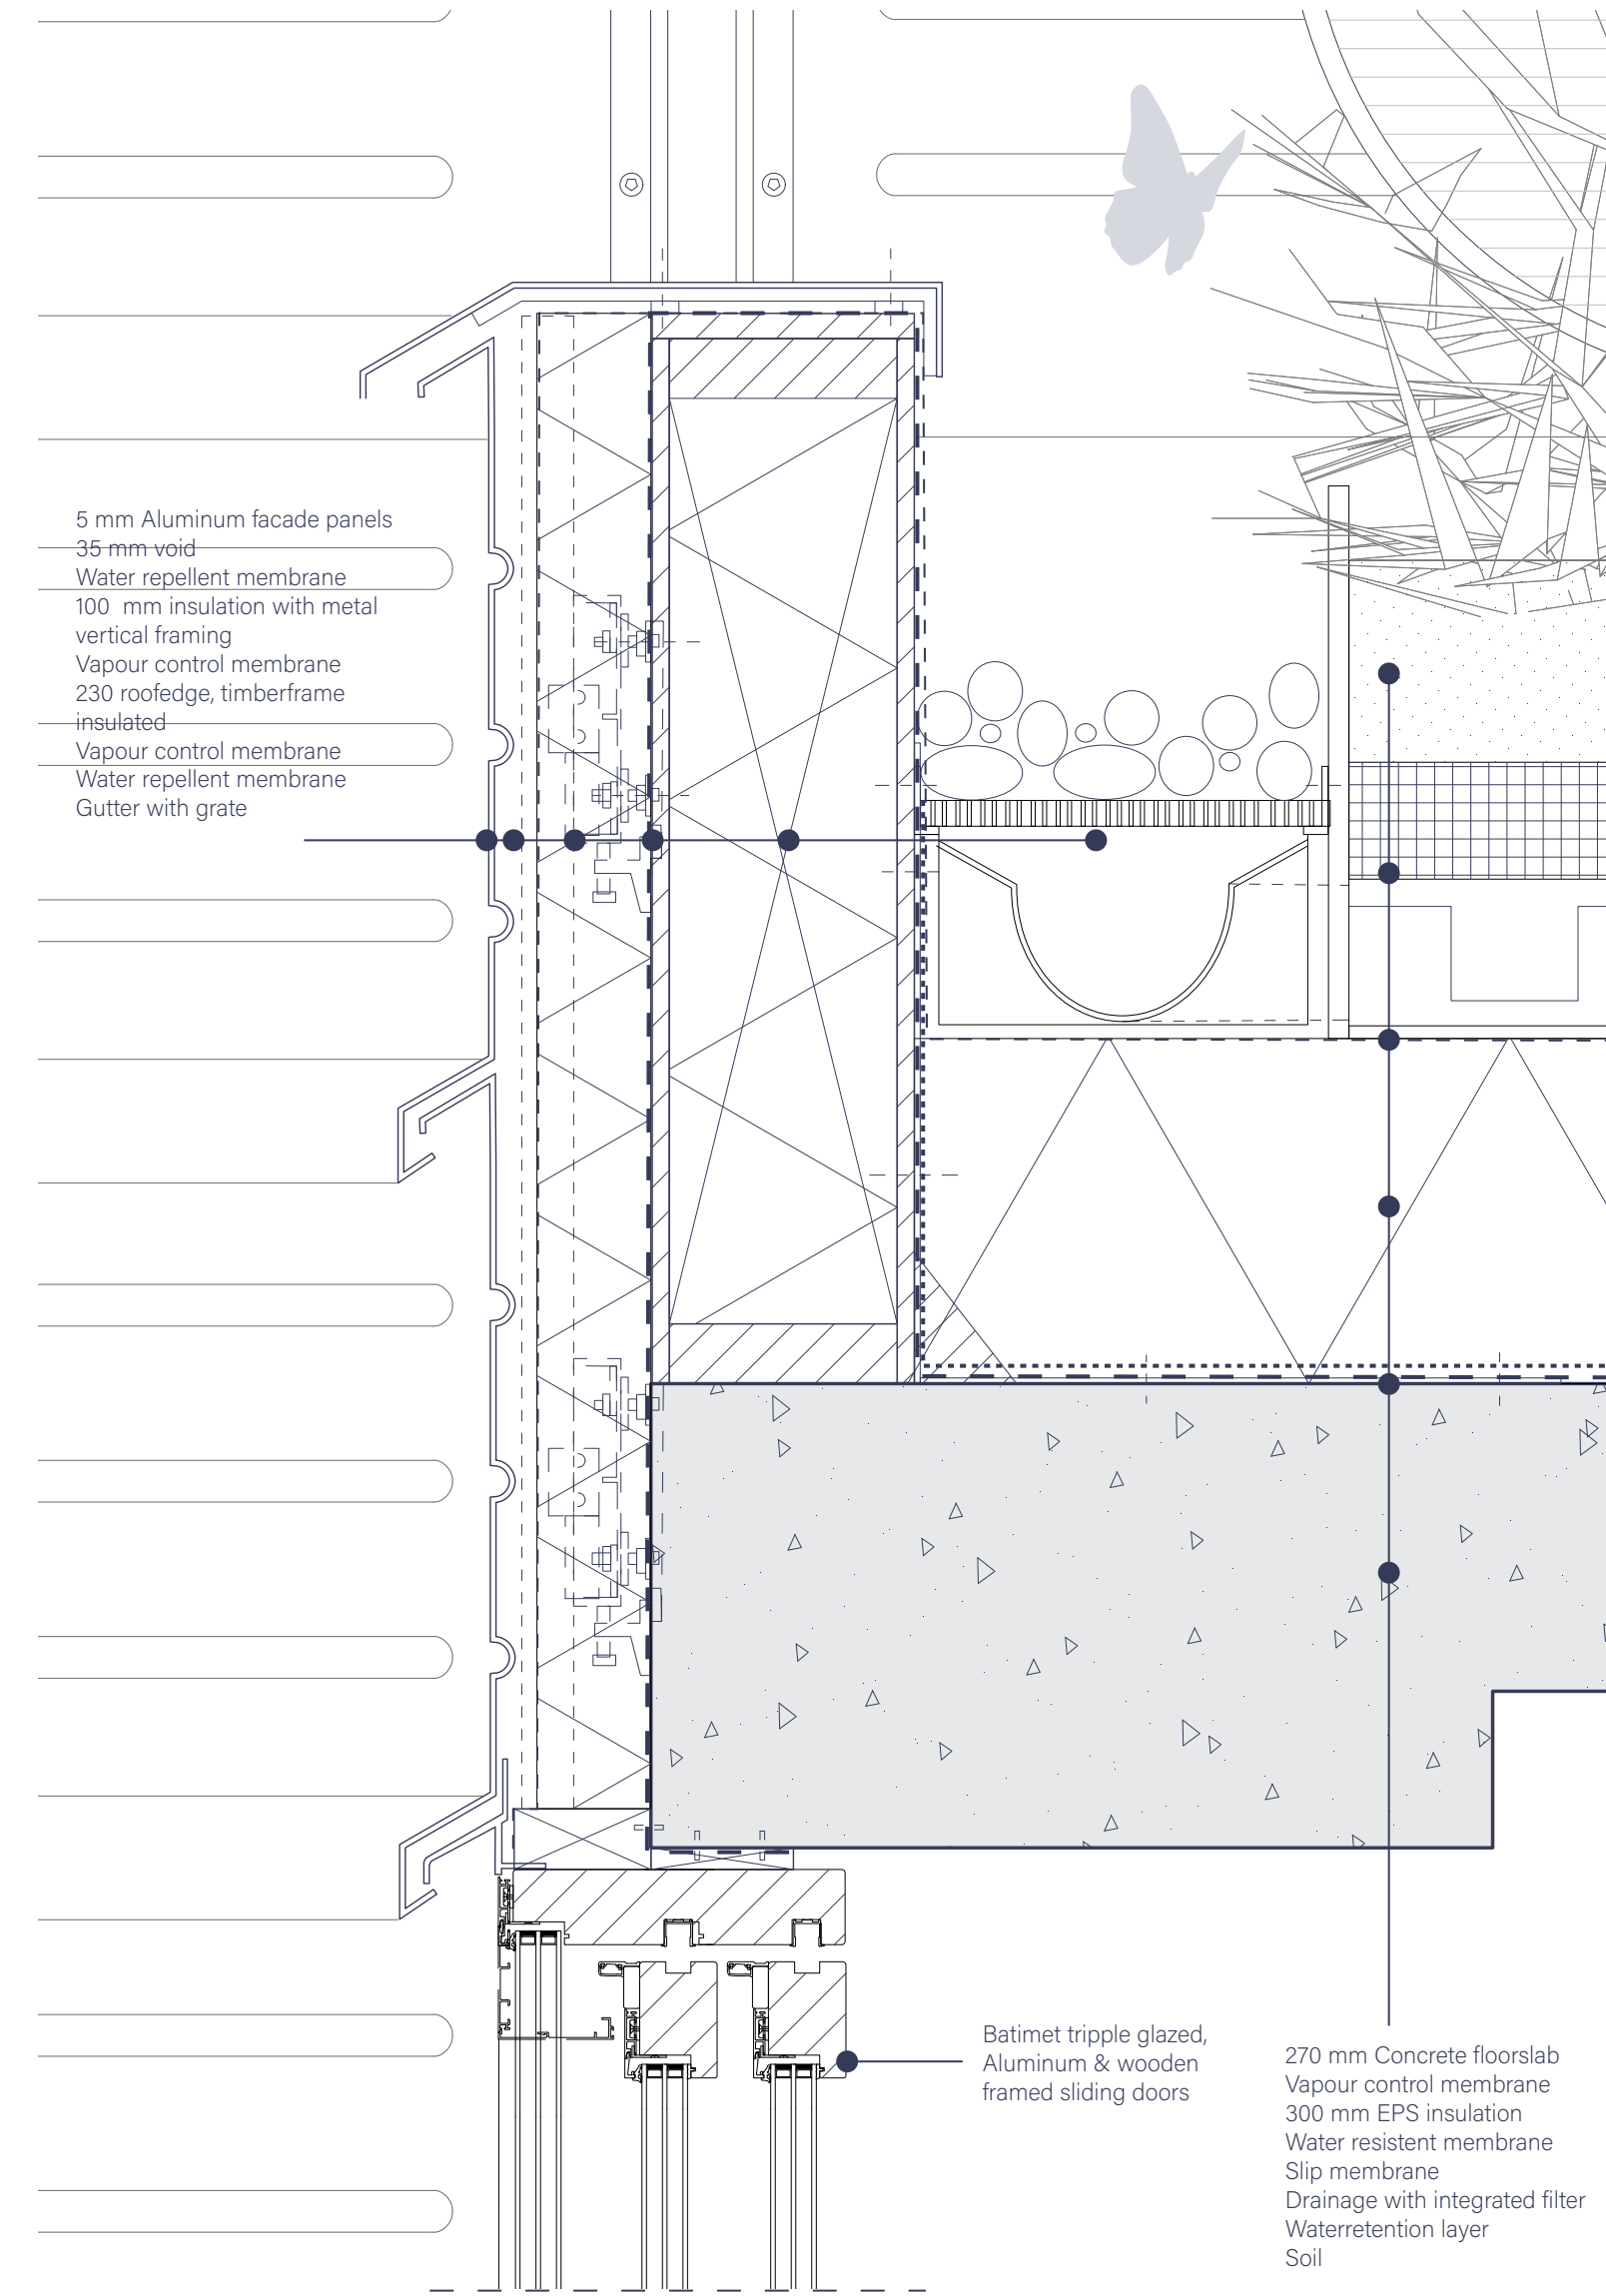 5 mm Aluminum facade panels
35 mm void
Water repellent membrane
100  mm insulation with metal
vertical framing
Vapour control membrane
230 roofedge, timberframe
insulated
Vapour control membrane
Water repellent membrane
Gutter with grate
Batimet tripple glazed,
Aluminum & wooden
framed sliding doors
270 mm Concrete floorslab
Vapour control membrane
300 mm EPS insulation
Water resistent membrane
Slip membrane
Drainage with integrated filter
Waterretention layer
Soil